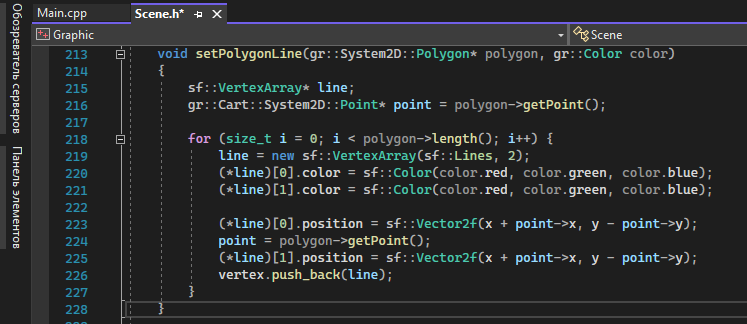 Main.cpp
Scene.h*
Graphic
Scene
Обозреватель серверов
Панель элементов
213 void setPolygonLine(gr::System2D::Polygon* polygon, gr::Color color)
214 {
215 sf::VertexArray* line;
216 gr::Cart::System2D::Point* point = polygon->getPoint();
217
218 for (size_t i = 0; i < polygon->length(); i++) {
219 line = new sf::VertexArray(sf::Lines, 2);
220 (*line)[0].color = sf::Color(color.red, color.green, color.blue);
221 (*line)[1].color = sf::Color(color.red, color.green, color.blue);
222
223 (*line)[0].position = sf::Vector2f(x + point->x, y - point->y);
224 point = polygon->getPoint();
225 (*line)[1].position = sf::Vector2f(x + point->x, y - point->y);
226 vertex.push_back(line);
227 }
228 }